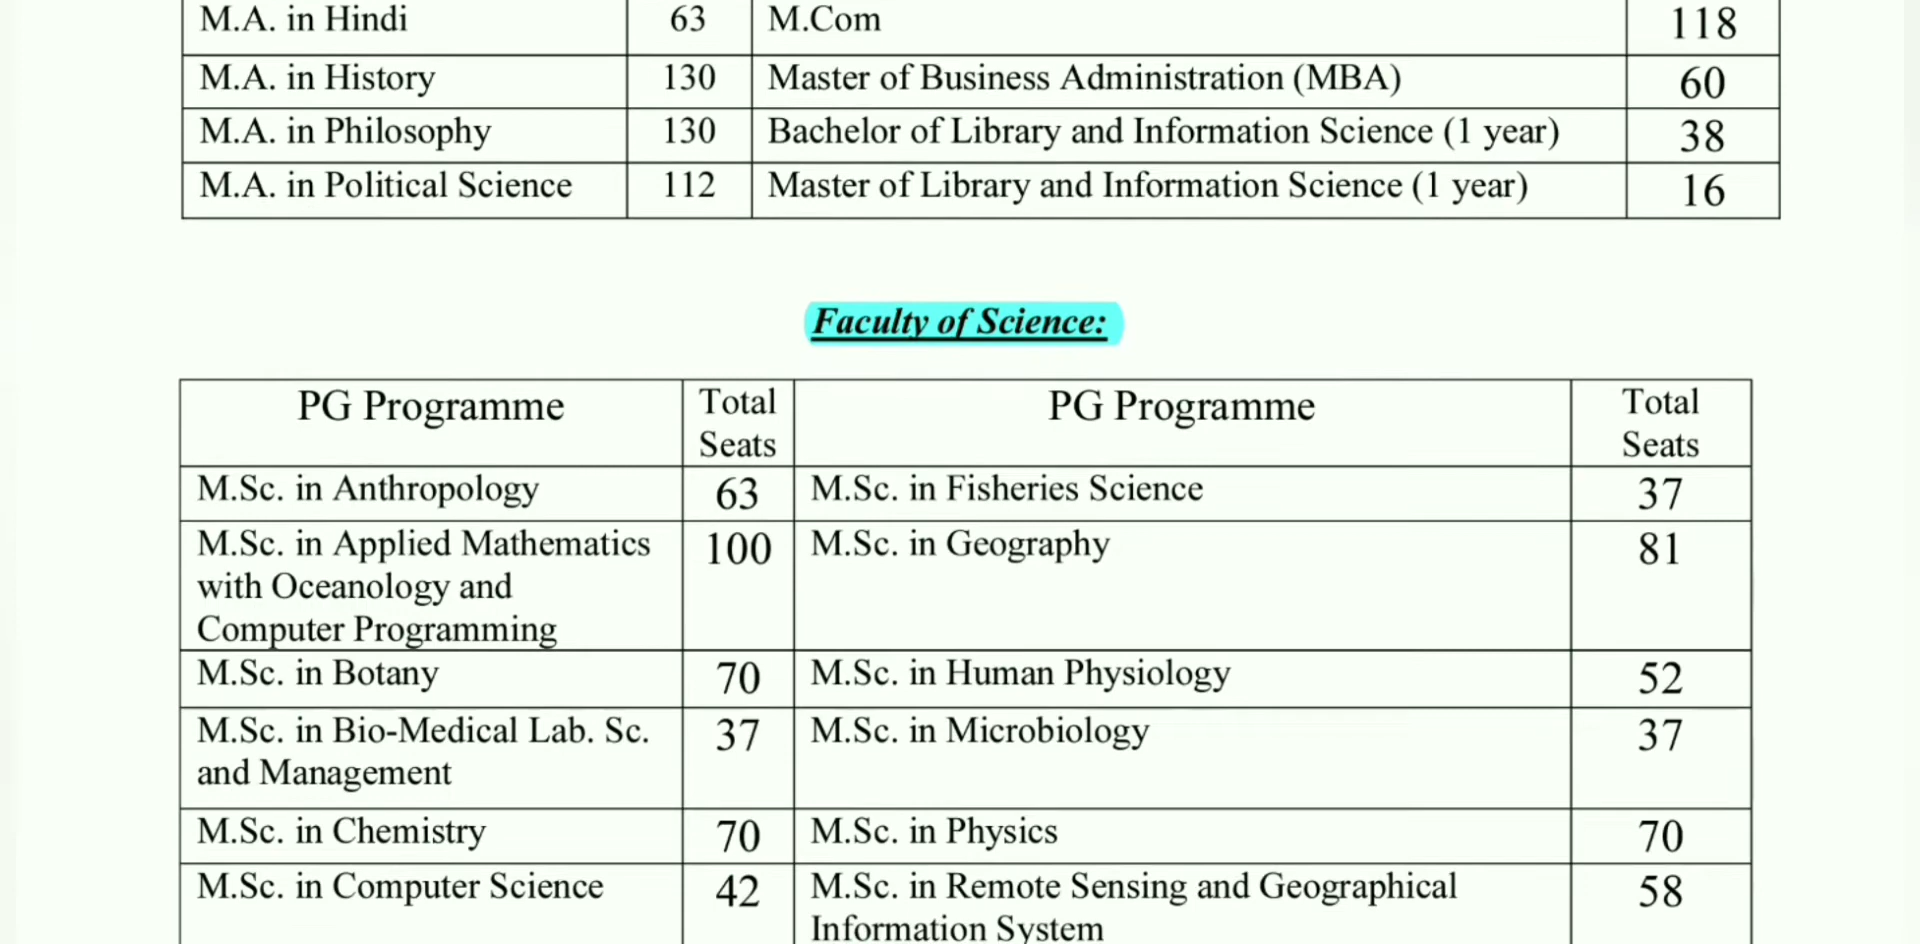 M.A. in Hindi 63 M.Com 118
M.A. in History 130 Master of Business Administration (MBA) 60
M.A. in Philosophy 130 Bachelor of Library and Information Science (1 year) 38
M.A. in Political Science 112 Master of Library and Information Science (1 year) 16
Faculty of Science:
PG Programme Total PG Programme Total
Seats Seats
M.Sc. in Anthropology 63 M.Sc. in Fisheries Science 37
M.Sc. in Applied Mathematics 100 M.Sc. in Geography 81
with Oceanology and
Computer Programming
M.Sc. in Botany 70 M.Sc. in Human Physiology 52
M.Sc. in Bio-Medical Lab. Sc. 37 M.Sc. in Microbiology 37
and Management
M.Sc. in Chemistry 70 M.Sc. in Physics 70
M.Sc. in Computer Science 42 M.Sc. in Remote Sensing and Geographical 58
Information System